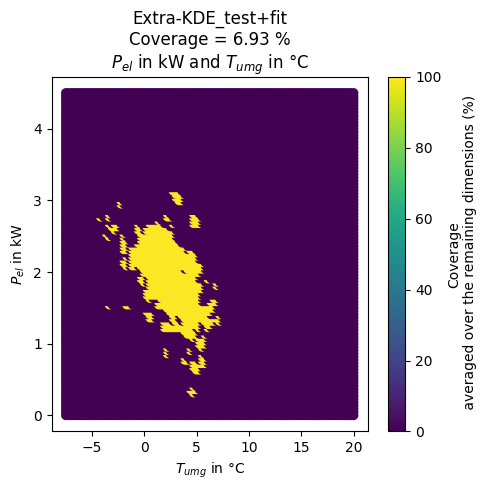 Extra-KDE_test+fit
Coverage = 6.93 %
P_el in kW and T_umg in °C
100
80
60
40
20
0
Coverage
averaged over the remaining dimensions (%)
4
3
2
1
0
P_el in kW
−5
0
5
10
15
20
T_umg in °C